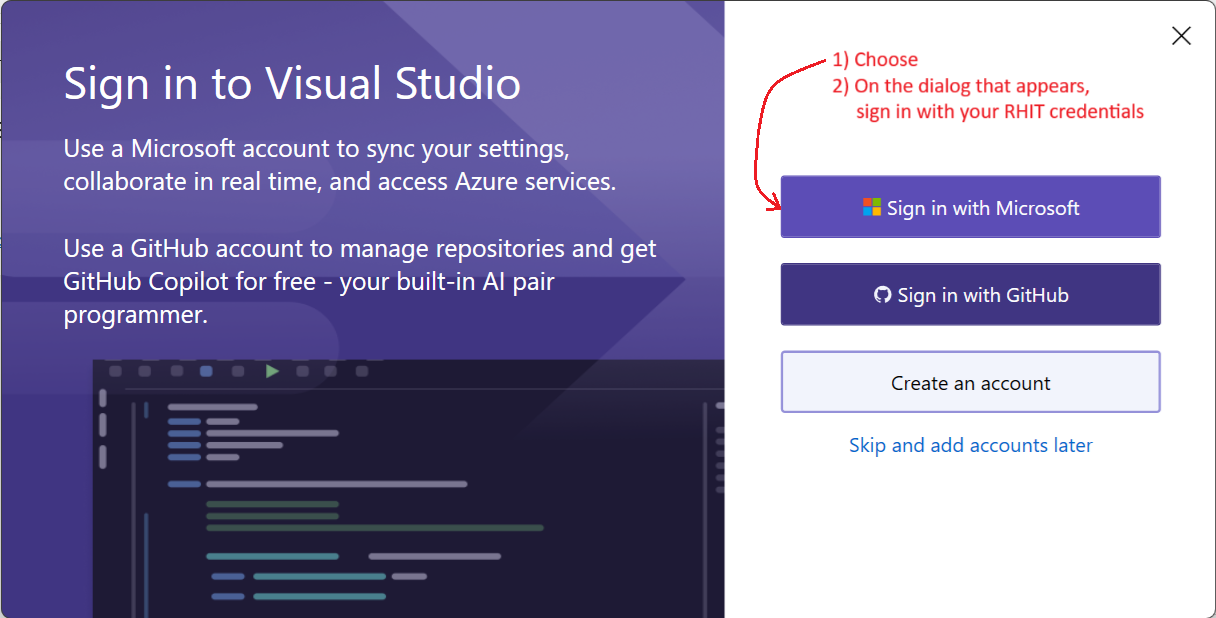 Sign in to Visual Studio
Use a Microsoft account to sync your settings,
collaborate in real time, and access Azure services.
Use a GitHub account to manage repositories and get
GitHub Copilot for free - your built-in AI pair
programmer.
1) Choose
2) On the dialog that appears,
sign in with your RHIT credentials
Sign in with Microsoft
Sign in with GitHub
Create an account
Skip and add accounts later